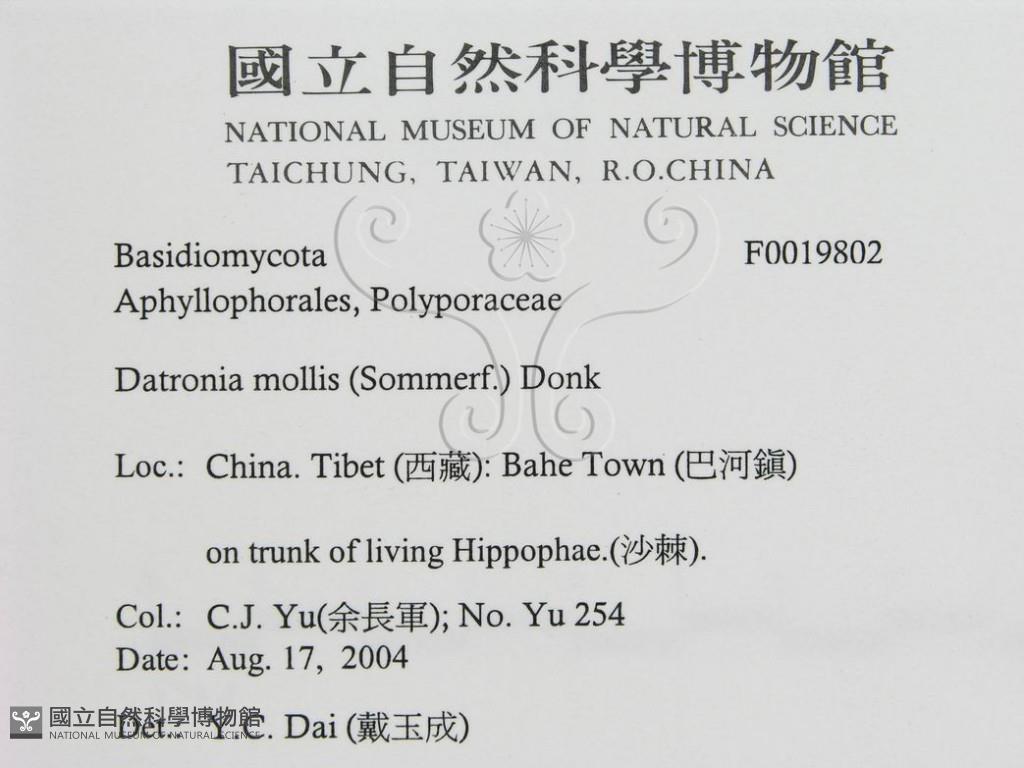 國立自然科學博物館
NATIONAL MUSEUM OF NATURAL SCIENCE
TAICHUNG, TAIWAN, R.O.CHINA
Basidiomycota F0019802
Aphyllophorales, Polyporaceae
Datronia mollis (Sommerf.) Donk
Loc.: China. Tibet (西藏): Bahe Town (巴河鎭)
on trunk of living Hippophae.(沙棘).
Col.: C.J. Yu(余長軍); No. Yu 254
Date: Aug. 17, 2004
Det.: Y.C. Dai (戴玉成)
國立自然科學博物館
NATIONAL MUSEUM OF NATURAL SCIENCE